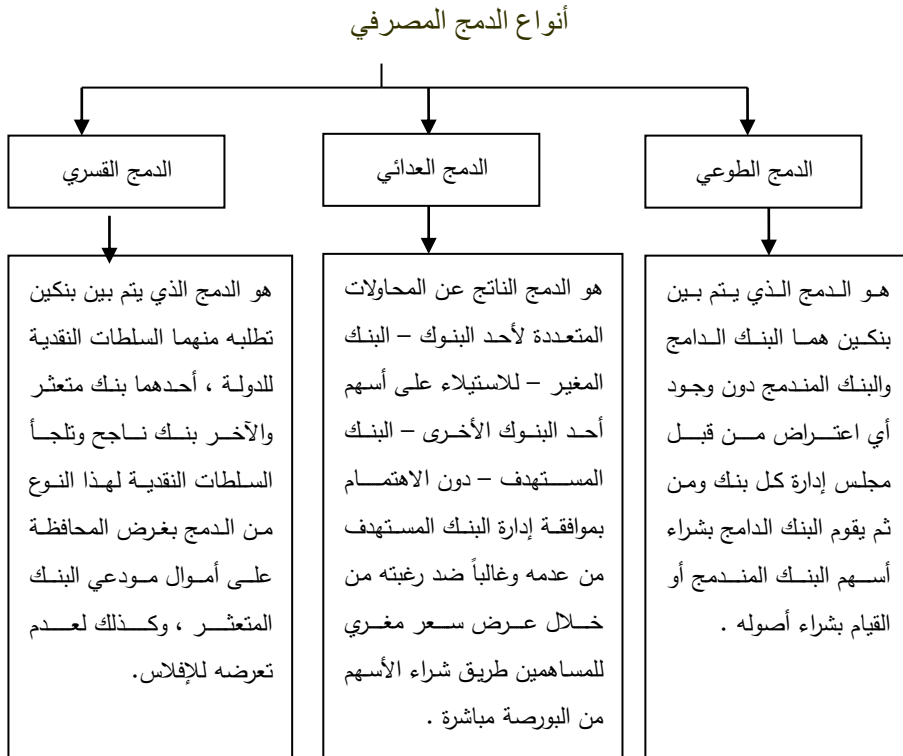 أنواع الدمج المصرفي
الدمج الطوعي
هو الدمج الذي يتم بين
بنكين هما البنك الدامج
والبنك المندمج دون وجود
أي اعتراض من قبل
مجلس إدارة كل بنك ومن
ثم يقوم البنك الدامج بشراء
أسهم البنك المندمج أو
القيام بشراء أصوله .
الدمج العدائي
هو الدمج الناتج عن المحاولات
المتعددة لأحد البنوك – البنك
المغير – للاستيلاء على أسهم
أحد البنوك الأخرى – البنك
المستهدف – دون الاهتمام
بموافقة إدارة البنك المستهدف
من عدمه وغالباً ضد رغبته من
خلال عرض سعر مغري
للمساهمين طريق شراء الأسهم
من البورصة مباشرة .
الدمج القسري
هو الدمج الذي يتم بين بنكين
تطلبه منهما السلطات النقدية
للدولة ، أحدهما بنك متعثر
والآخر بنك ناجح وتلجأ
السلطات النقدية لهذا النوع
من الدمج بغرض المحافظة
على أموال مودعي البنك
المتعثر ، وكذلك لعدم
تعرضه للإفلاس.